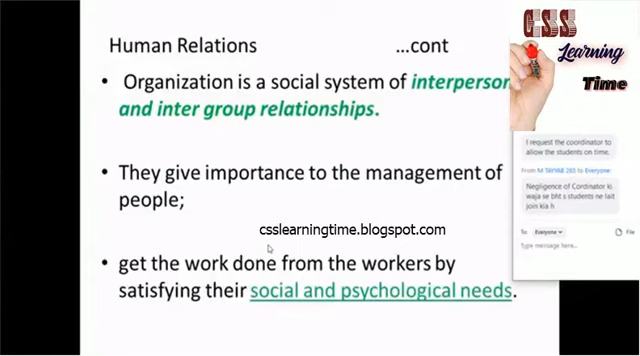 Human Relations ...cont
• Organization is a social system of interperson
and inter group relationships.
• They give importance to the management of
people;
csslearningtime.blogspot.com
• get the work done from the workers by
satisfying their social and psychological needs.
CSS
Learning
Time
I request the coordinator to
allow the students on time.
From M TAYYAB 283 to Everyone:
Negligence of Cordinator ki
waja se bht s students ne lait
join kia h
To: Everyone File
Type message here...